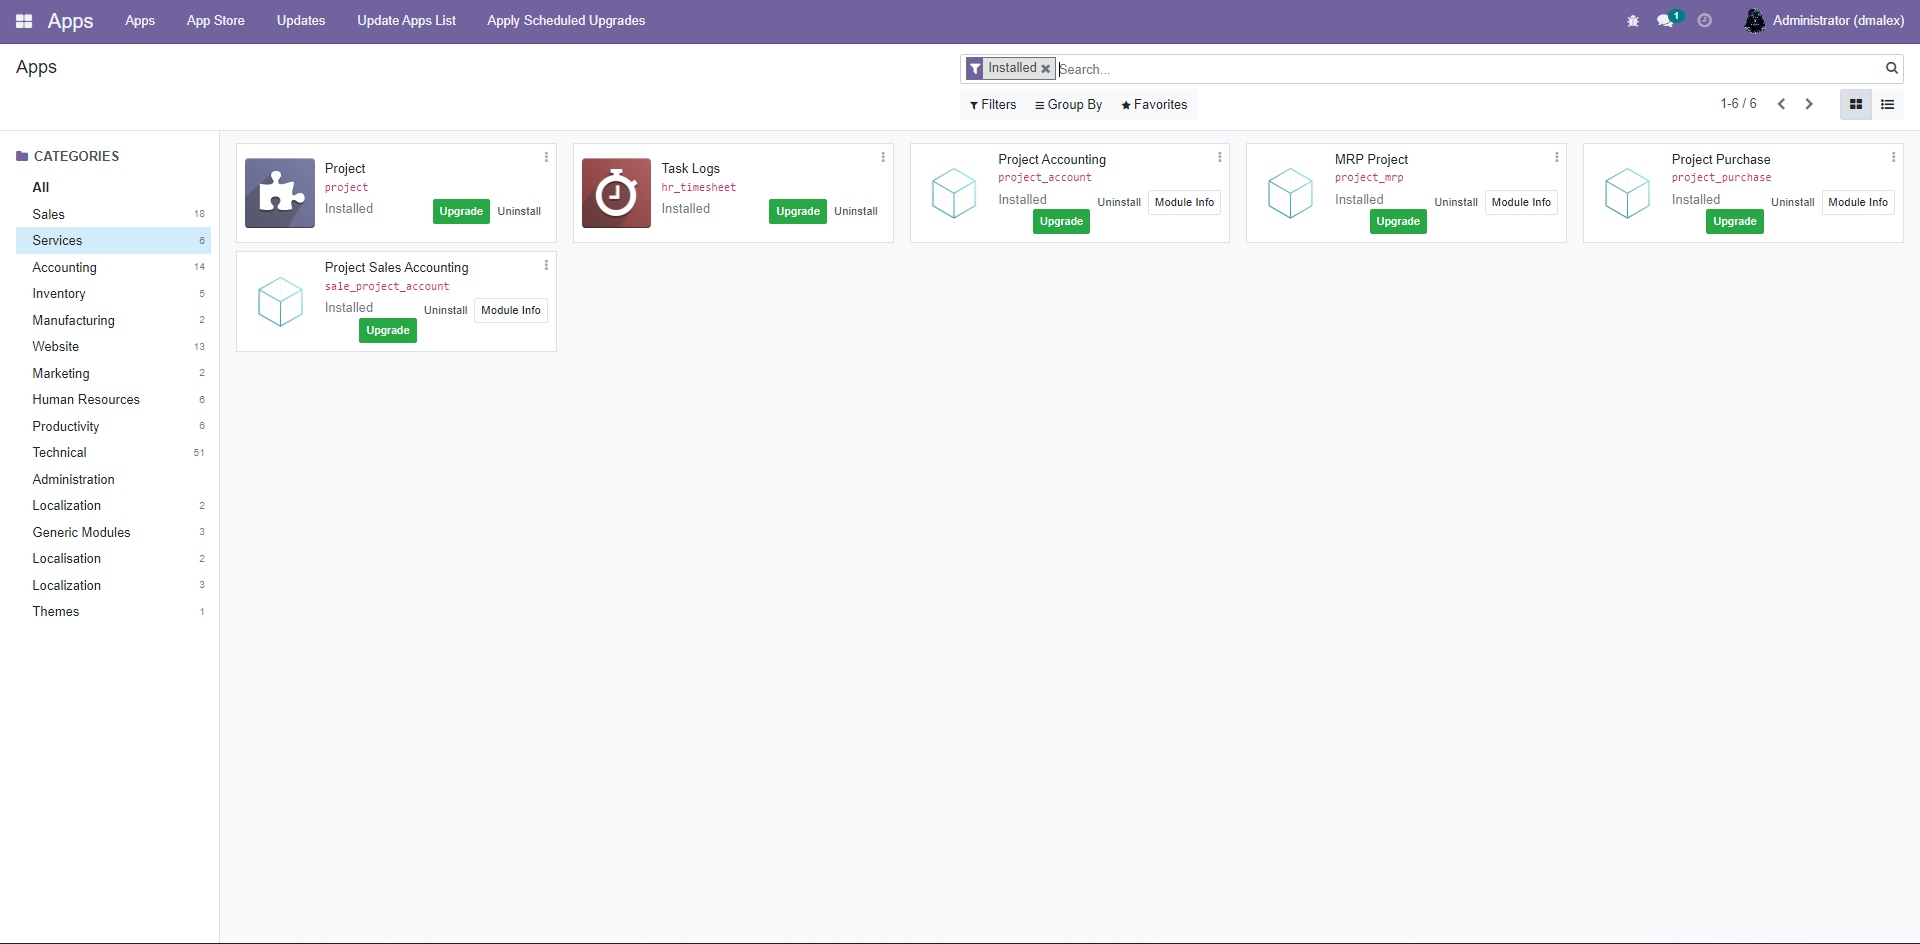 Apps Apps App Store Updates Update Apps List Apply Scheduled Upgrades 1 Administrator (dmalex)
Apps
Installed Search...
Filters Group By Favorites 1-6 / 6
CATEGORIES
All
Sales 18
Services 6
Accounting 14
Inventory 5
Manufacturing 2
Website 13
Marketing 2
Human Resources 6
Productivity 6
Technical 51
Administration
Localization 2
Generic Modules 3
Localisation 2
Localization 3
Themes 1
Project
project
Installed Upgrade Uninstall
Task Logs
hr_timesheet
Installed Upgrade Uninstall
Project Accounting
project_account
Installed Uninstall Module Info
Upgrade
MRP Project
project_mrp
Installed Uninstall Module Info
Upgrade
Project Purchase
project_purchase
Installed Uninstall Module Info
Upgrade
Project Sales Accounting
sale_project_account
Installed Uninstall Module Info
Upgrade